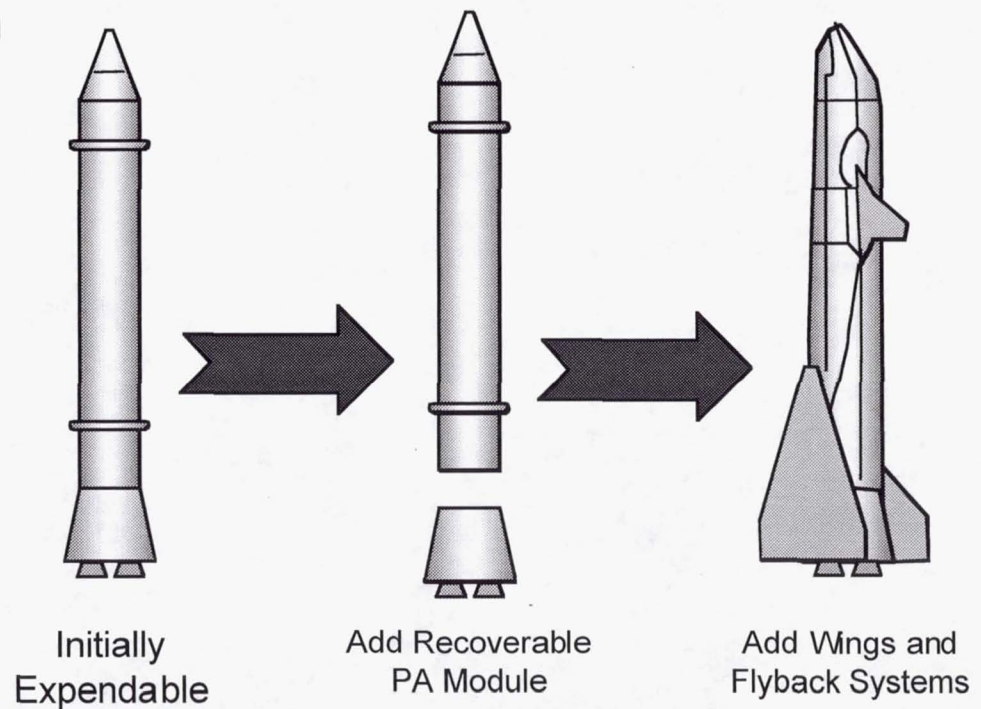 Initially
Expendable
Add Recoverable
PA Module
Add Wings and
Flyback Systems